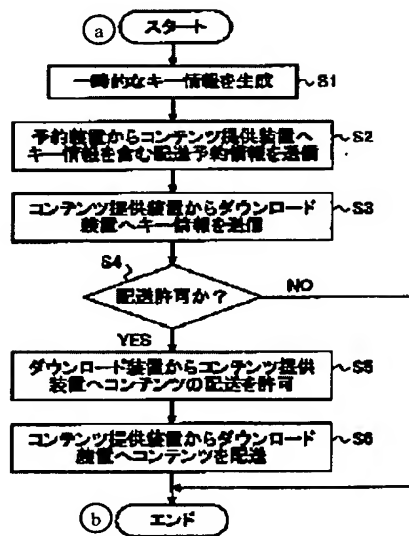 a スタート
一時的なキー情報を生成 S1
予約装置からコンテンツ提供装置へ S2
キー情報を含む配送予約情報を送信
コンテンツ提供装置からダウンロード S3
装置へキー情報を送信
S4
配送許可か? NO
YES
ダウンロード装置からコンテンツ提供 S5
装置へコンテンツの配送を許可
コンテンツ提供装置からダウンロード S6
装置へコンテンツを配送
b エンド